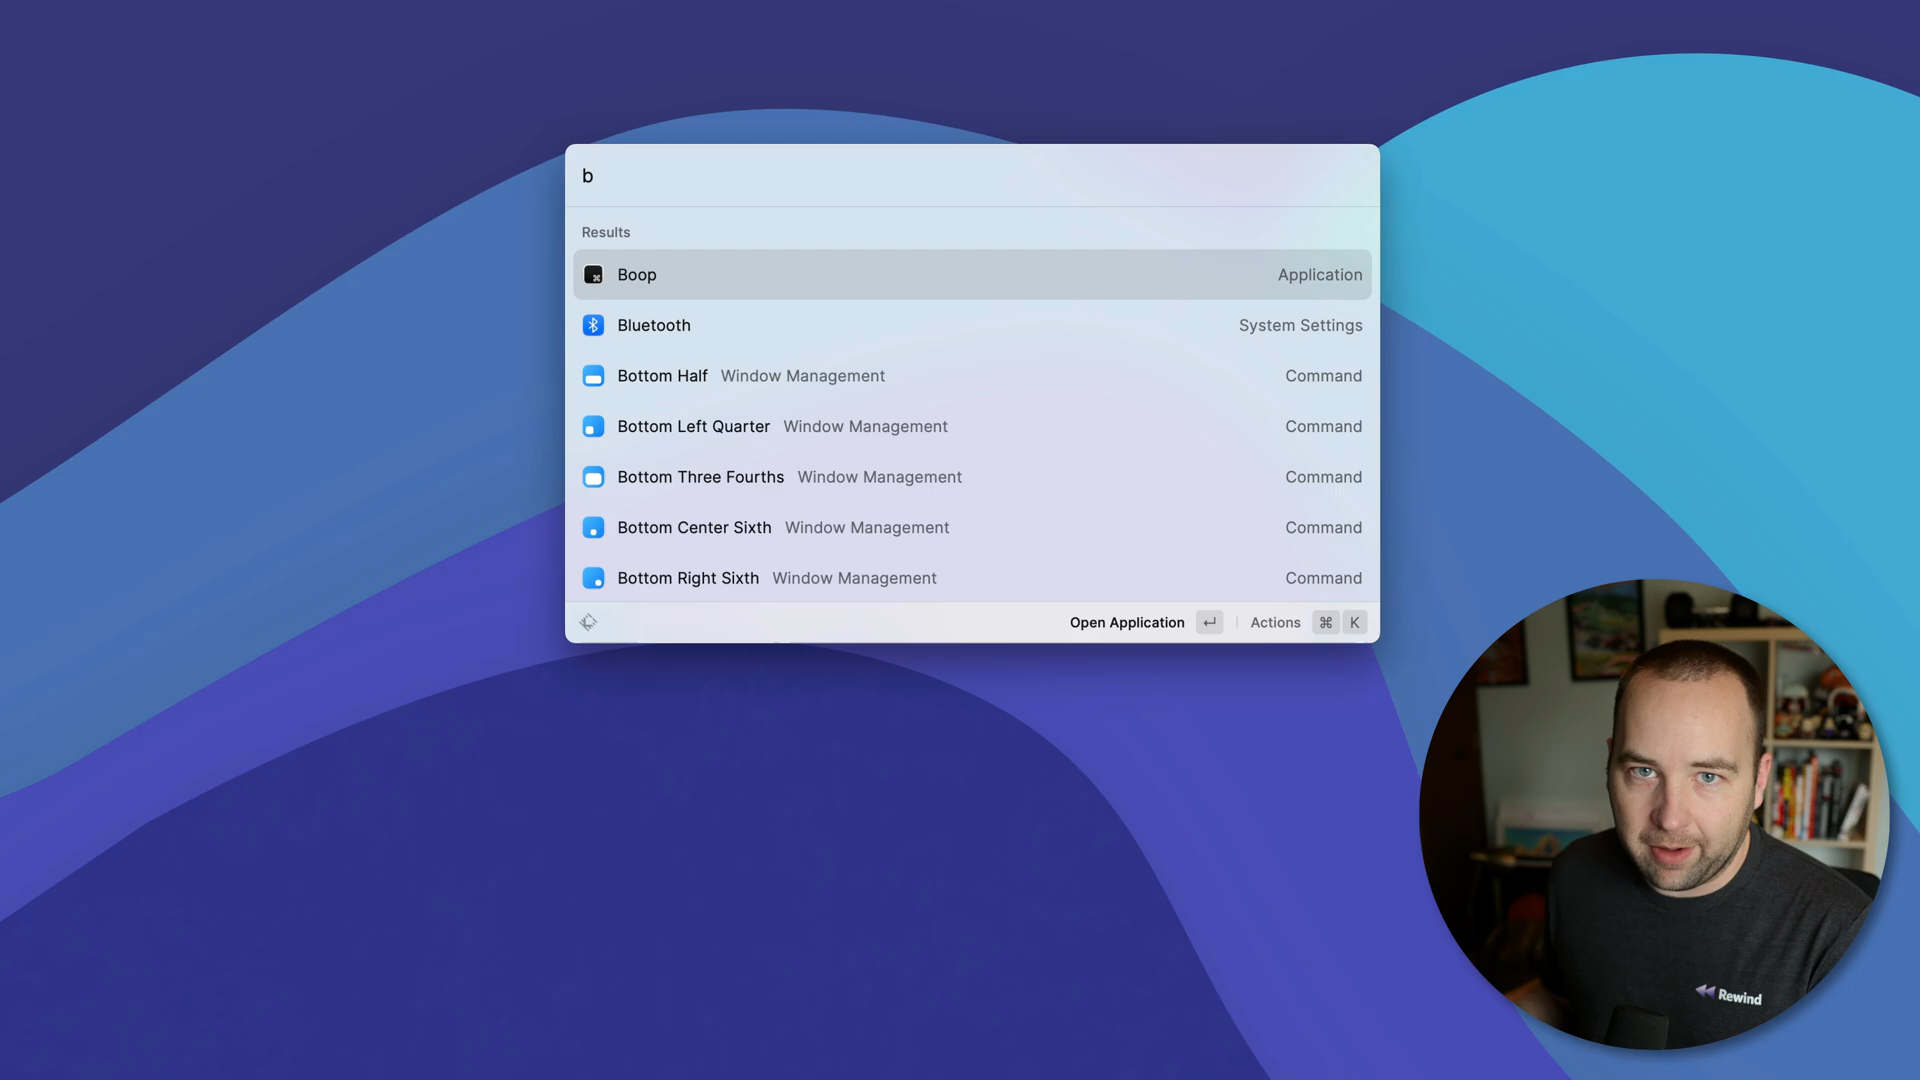 b
Results
Boop Application
Bluetooth System Settings
Bottom Half Window Management Command
Bottom Left Quarter Window Management Command
Bottom Three Fourths Window Management Command
Bottom Center Sixth Window Management Command
Bottom Right Sixth Window Management Command
Open Application ↵ Actions ⌘ K
Rewind